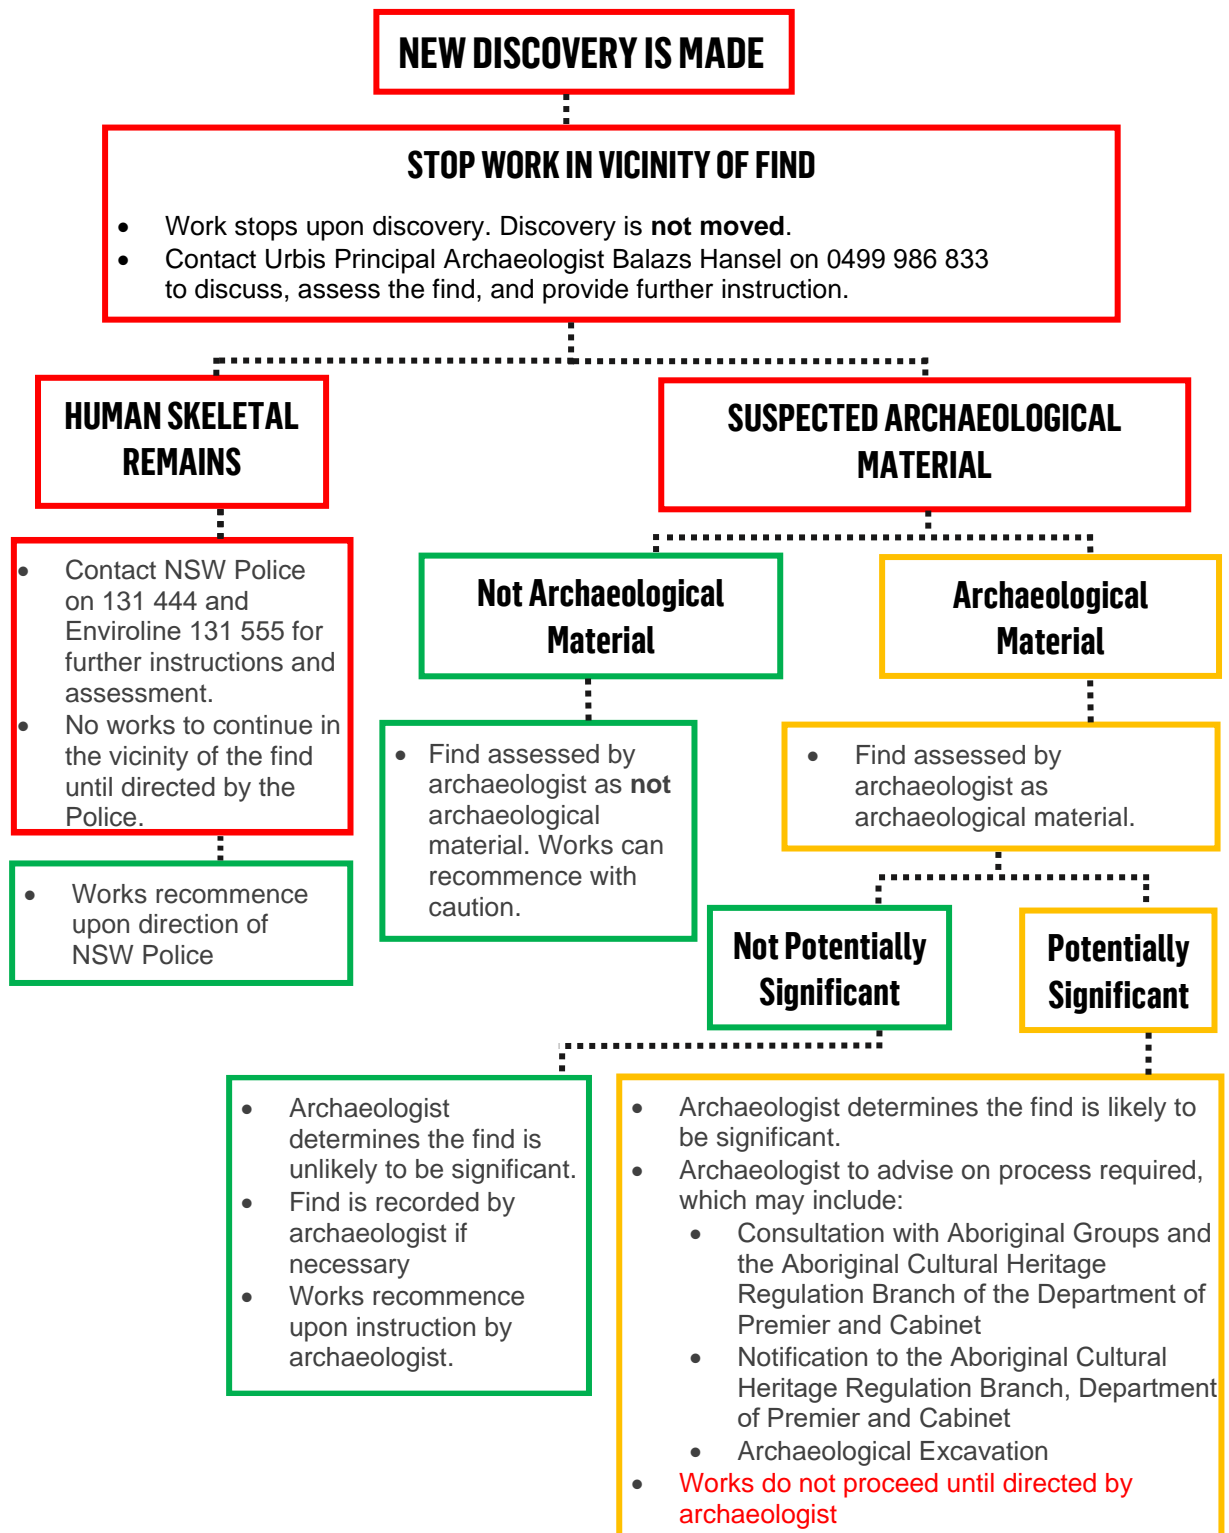 NEW DISCOVERY IS MADE
STOP WORK IN VICINITY OF FIND
• Work stops upon discovery. Discovery is not moved.
• Contact Urbis Principal Archaeologist Balazs Hansel on 0499 986 833
to discuss, assess the find, and provide further instruction.
HUMAN SKELETAL
REMAINS
• Contact NSW Police
on 131 444 and
Enviroline 131 555 for
further instructions and
assessment.
• No works to continue in
the vicinity of the find
until directed by the
Police.
• Works recommence
upon direction of
NSW Police
SUSPECTED ARCHAEOLOGICAL
MATERIAL
Not Archaeological
Material
• Find assessed by
archaeologist as not
archaeological
material. Works can
recommence with
caution.
Archaeological
Material
• Find assessed by
archaeologist as
archaeological material.
Not Potentially
Significant
• Archaeologist
determines the find is
unlikely to be significant.
• Find is recorded by
archaeologist if
necessary
• Works recommence
upon instruction by
archaeologist.
Potentially
Significant
• Archaeologist determines the find is likely to
be significant.
• Archaeologist to advise on process required,
which may include:
• Consultation with Aboriginal Groups and
the Aboriginal Cultural Heritage
Regulation Branch of the Department of
Premier and Cabinet
• Notification to the Aboriginal Cultural
Heritage Regulation Branch, Department
of Premier and Cabinet
• Archaeological Excavation
• Works do not proceed until directed by
archaeologist